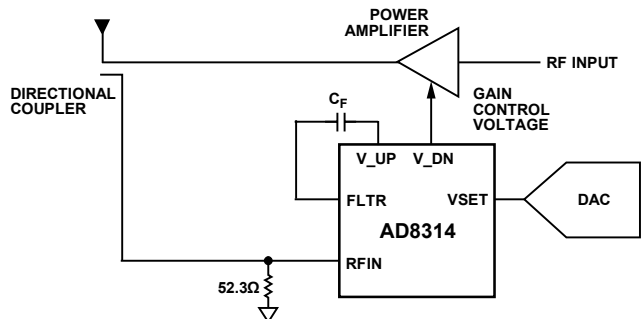 POWER
AMPLIFIER
RF INPUT
DIRECTIONAL
COUPLER
GAIN
CONTROL
VOLTAGE
CF
V_UP
V_DN
FLTR
VSET
DAC
AD8314
RFIN
52.3Ω